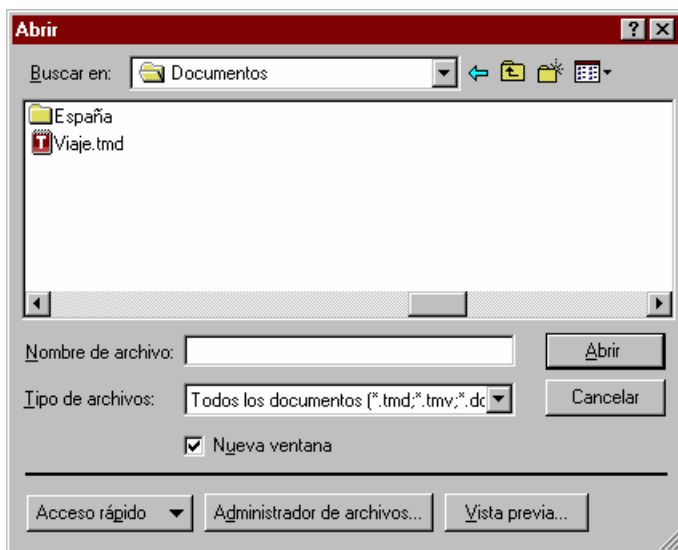 Abrir
Buscar en: Documentos
España
Viaje.tmd
Nombre de archivo: Abrir
Tipo de archivos: Todos los documentos (*.tmd;*.tmv;*.dc Cancelar
Nueva ventana
Acceso rápido Administrador de archivos... Vista previa...